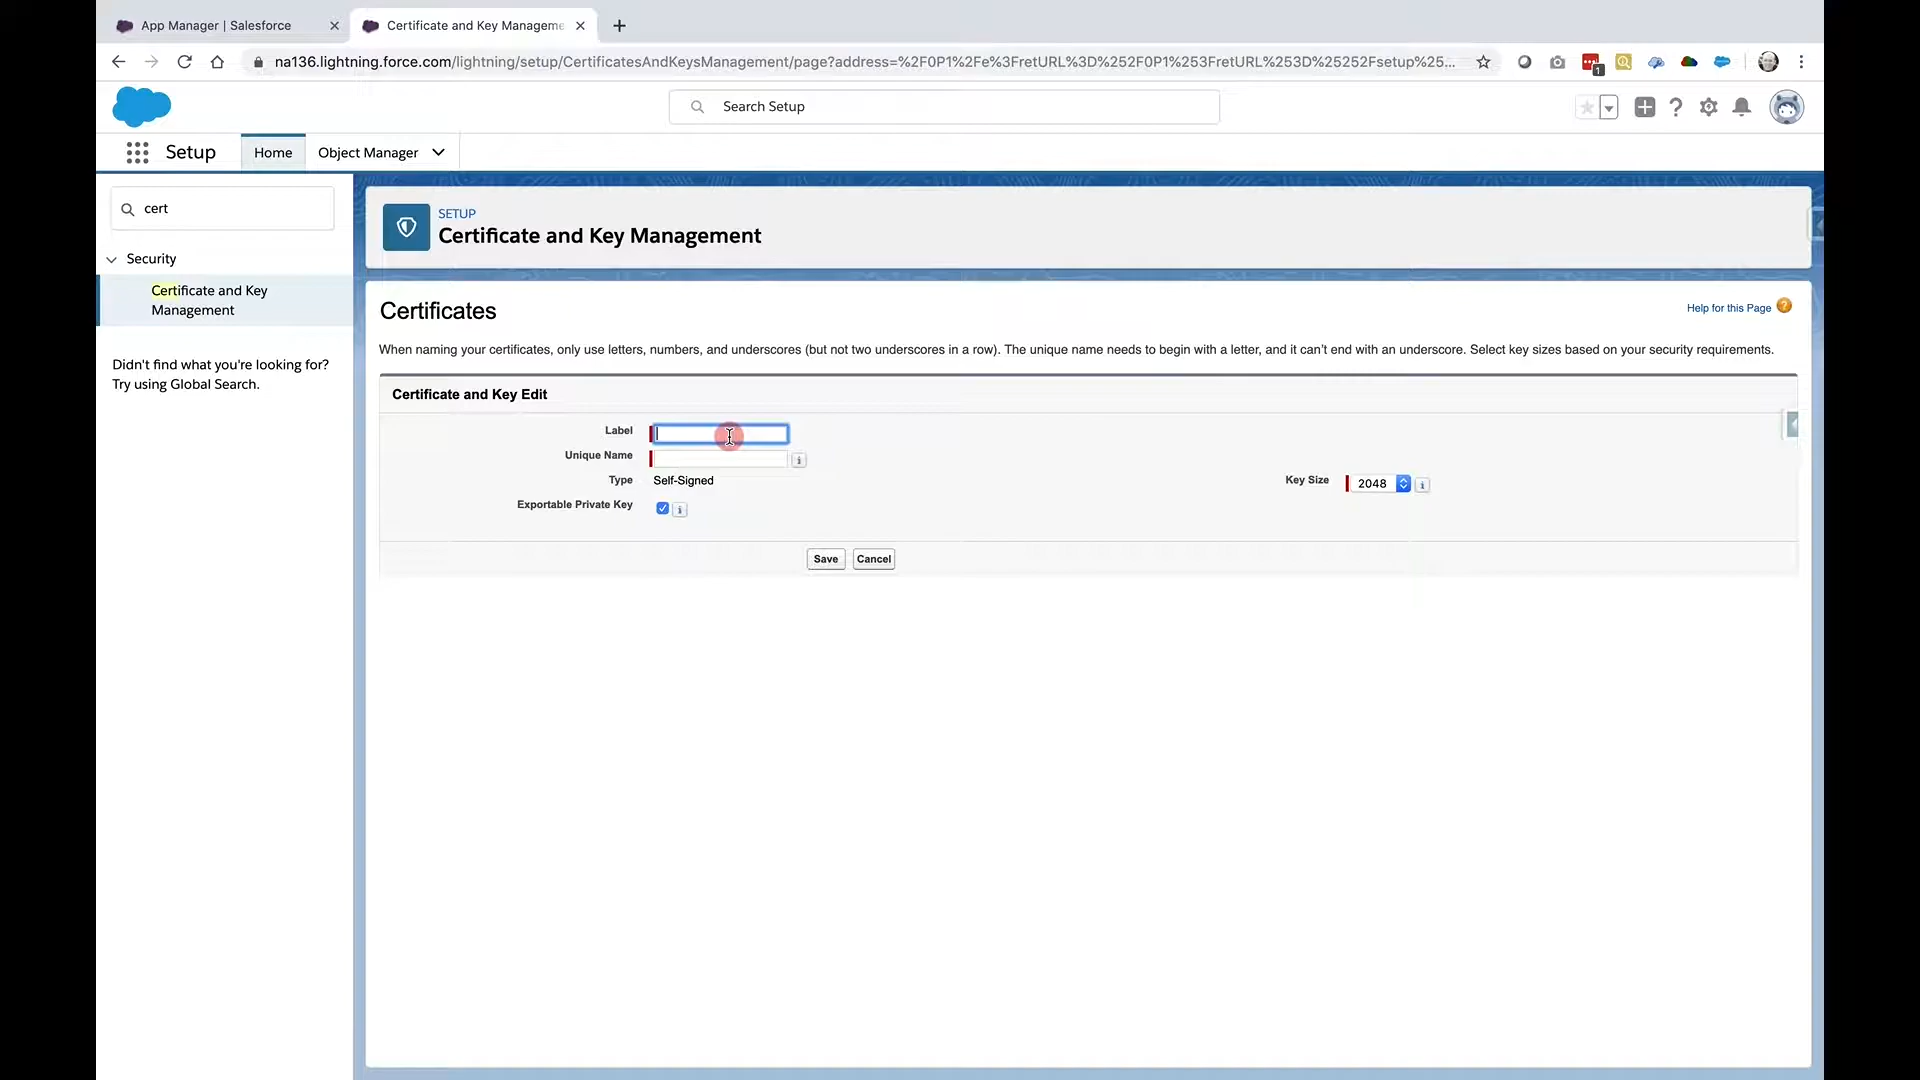 App Manager | Salesforce
Certificate and Key Manageme
na136.lightning.force.com/lightning/setup/CertificatesAndKeysManagement/page?address=%2F0P1%2Fe%3FretURL%3D%252F0P1%253FretURL%253D%25252Fsetup%25...
1
Search Setup
Setup
Home
Object Manager
cert
Security
Certificate and Key
Management
Didn't find what you're looking for?
Try using Global Search.
SETUP
Certificate and Key Management
Certificates
Help for this Page
When naming your certificates, only use letters, numbers, and underscores (but not two underscores in a row). The unique name needs to begin with a letter, and it can't end with an underscore. Select key sizes based on your security requirements.
Certificate and Key Edit
Label
Unique Name
Type Self-Signed
Key Size 2048
Exportable Private Key
Save Cancel